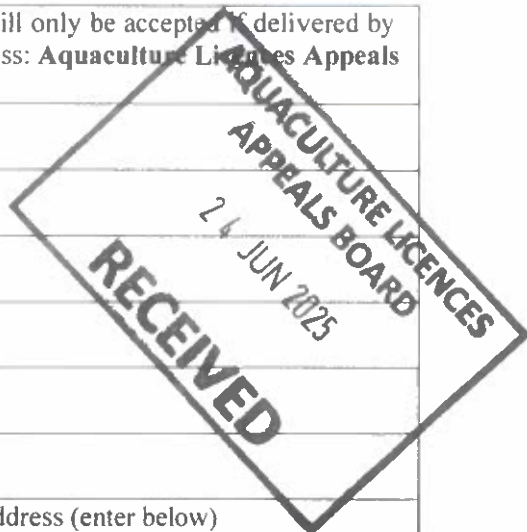 ill only be accepted if delivered by
ss: Aquaculture Licences Appeals
AQUACULTURE LICENCES
APPEALS BOARD
24 JUN 2025
RECEIVED
ddress (enter below)